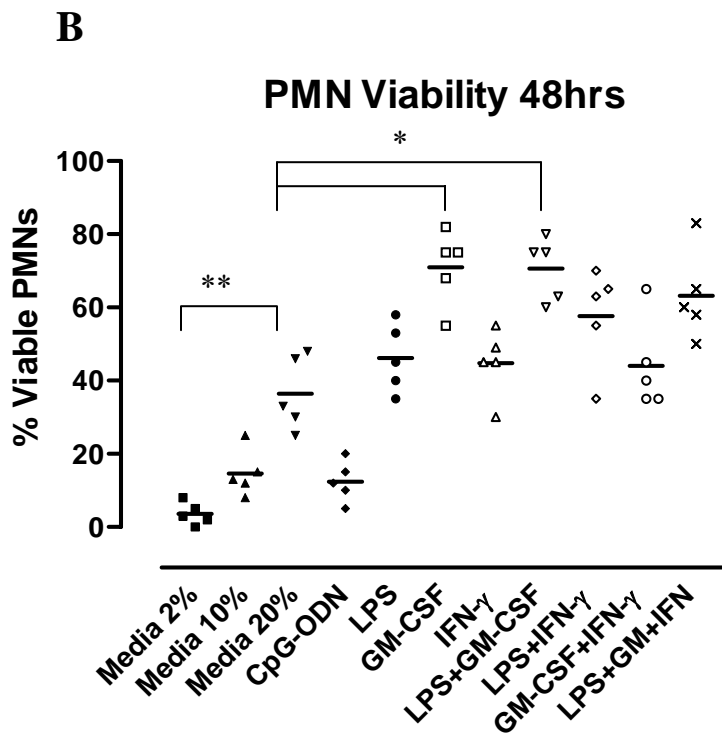 B
PMN Viability 48hrs
% Viable PMNs
100
80
60
40
20
0
*
**
Media 2%
Media 10%
Media 20%
CpG-ODN
LPS
GM-CSF
IFN-γ
LPS+GM-CSF
LPS+IFN-γ
GM-CSF+IFN-γ
LPS+GM+IFN